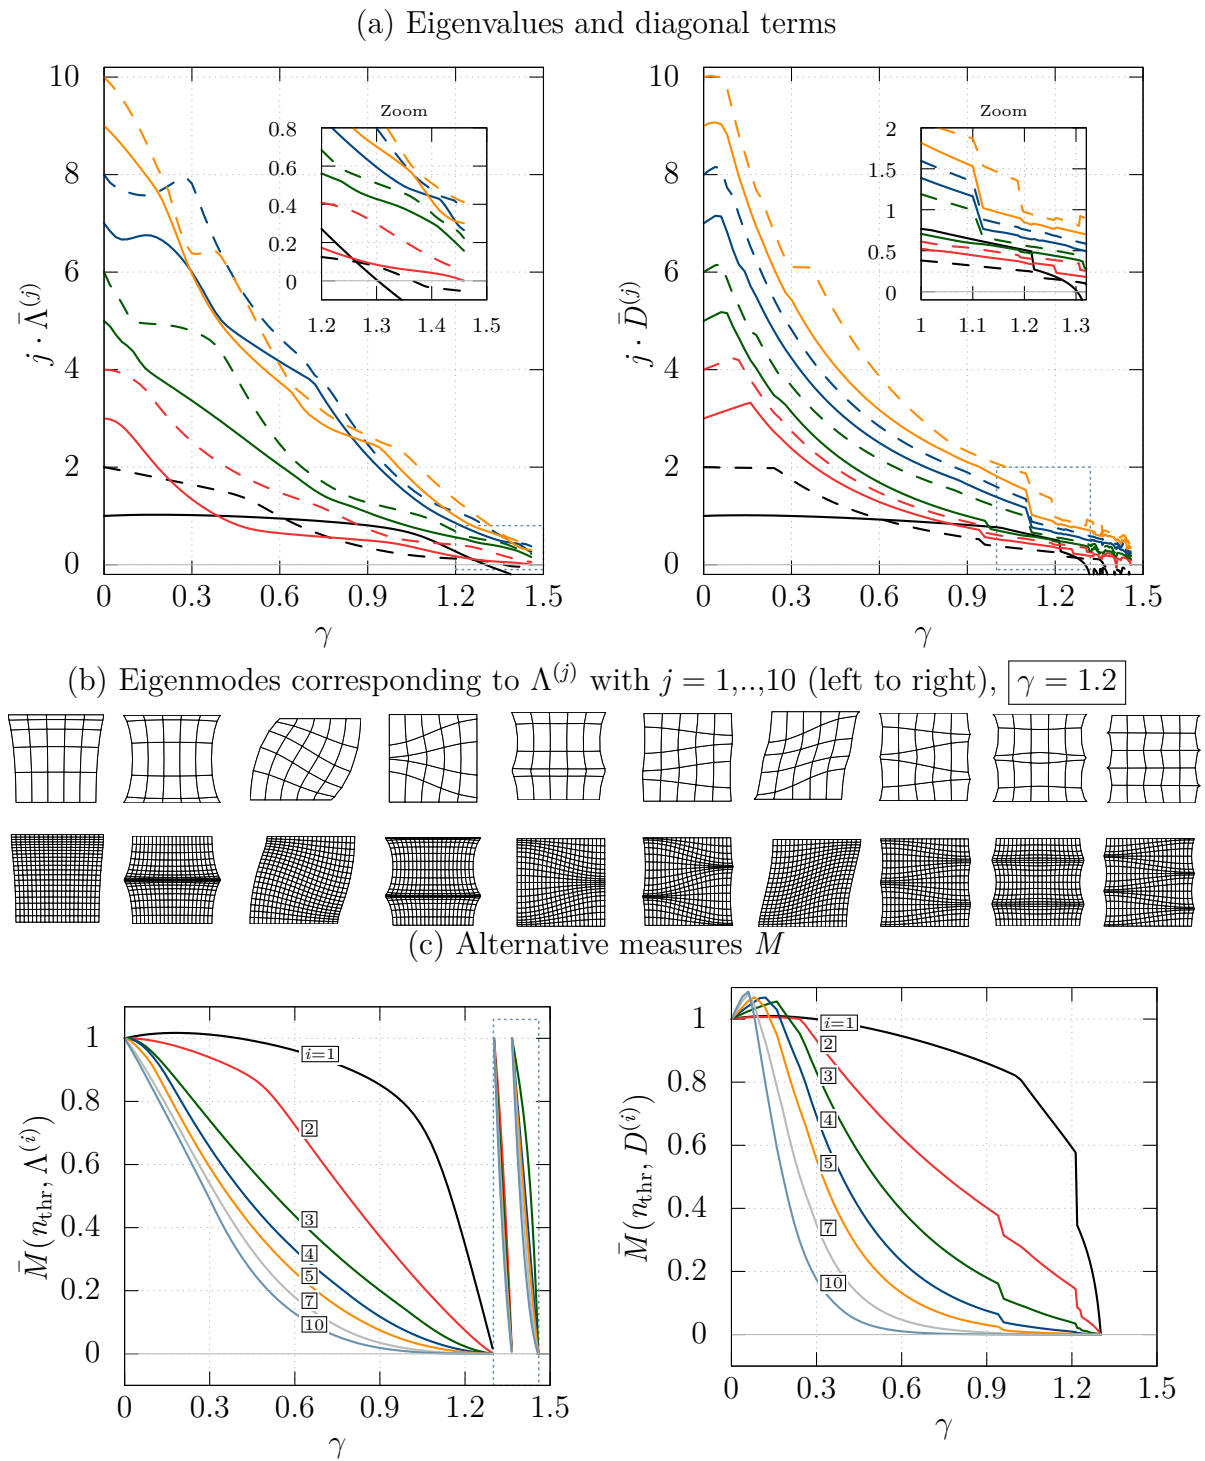 (a) Eigenvalues and diagonal terms
j · Λ̄⁽ʲ⁾
10
8
6
4
2
0
0 0.3 0.6 0.9 1.2 1.5
γ
Zoom
0.8
0.6
0.4
0.2
0
1.2 1.3 1.4 1.5
j · D̄⁽ʲ⁾
10
8
6
4
2
0
0 0.3 0.6 0.9 1.2 1.5
γ
Zoom
2
1.5
1
0.5
0
1 1.1 1.2 1.3
(b) Eigenmodes corresponding to Λ⁽ʲ⁾ with j = 1,..,10 (left to right), γ = 1.2
(c) Alternative measures M
M̄(n_thr, Λ⁽ⁱ⁾)
1
0.8
0.6
0.4
0.2
0
0 0.3 0.6 0.9 1.2 1.5
γ
i=1
2
3
4
5
7
10
M̄(n_thr, D⁽ⁱ⁾)
1
0.8
0.6
0.4
0.2
0
0 0.3 0.6 0.9 1.2 1.5
γ
i=1
2
3
4
5
7
10